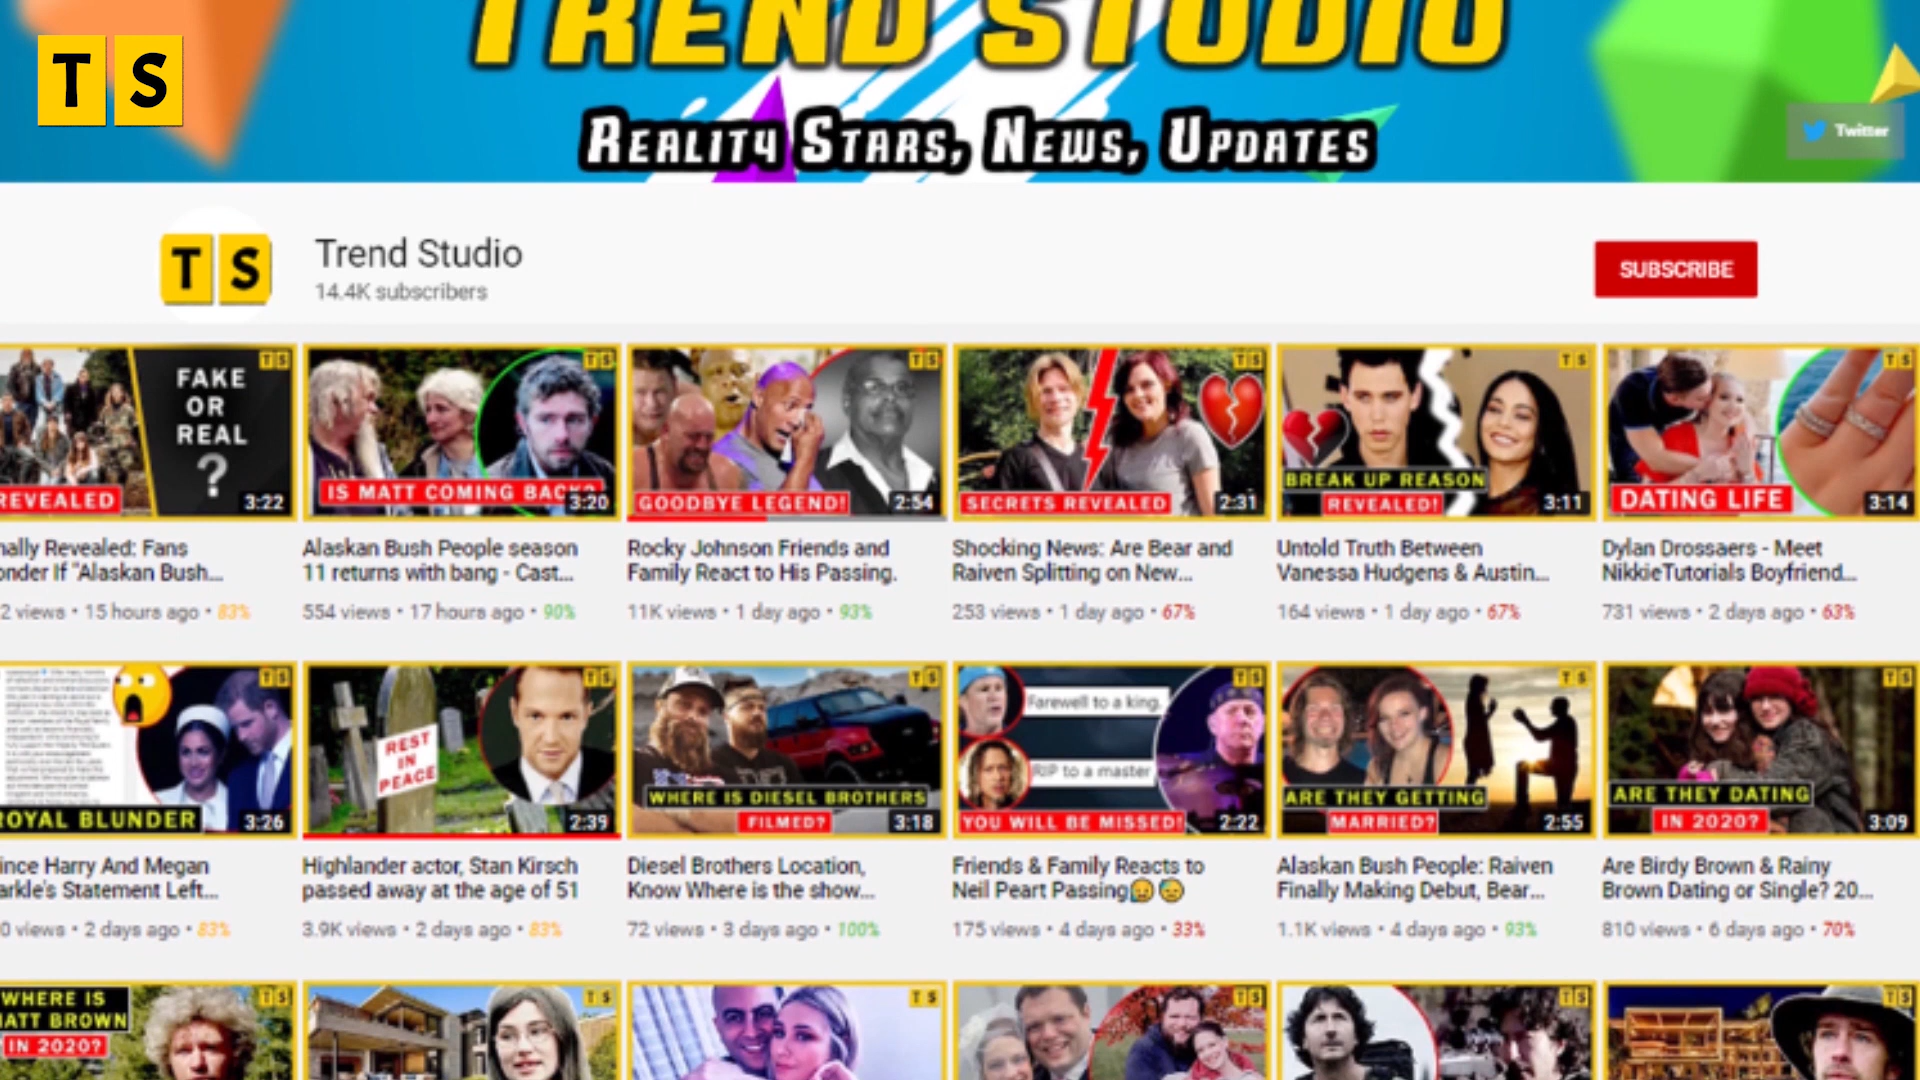 TREND STUDIO
T S
REALITY STARS, NEWS, UPDATES
Twitter
T S
Trend Studio
14.4K subscribers
SUBSCRIBE
T S
T S
T S
T S
T S
T S
FAKE
OR
REAL
?
REVEALED
3:22
IS MATT COMING BACK?
3:20
GOODBYE LEGEND!
2:54
SECRETS REVEALED
2:31
BREAK UP REASON
REVEALED!
3:11
DATING LIFE
3:14
nally Revealed: Fans
onder If "Alaskan Bush...
2 views • 15 hours ago • 83%
Alaskan Bush People season
11 returns with bang - Cast...
554 views • 17 hours ago • 90%
Rocky Johnson Friends and
Family React to His Passing.
11K views • 1 day ago • 93%
Shocking News: Are Bear and
Raiven Splitting on New...
253 views • 1 day ago • 67%
Untold Truth Between
Vanessa Hudgens & Austin...
164 views • 1 day ago • 67%
Dylan Drossaers - Meet
NikkieTutorials Boyfriend...
731 views • 2 days ago • 63%
T S
T S
T S
T S
T S
T S
ROYAL BLUNDER
3:26
REST
IN
PEACE
2:39
WHERE IS DIESEL BROTHERS
FILMED?
3:18
Farewell to a king.
RIP to a master
YOU WILL BE MISSED!
2:22
ARE THEY GETTING
MARRIED?
2:55
ARE THEY DATING
IN 2020?
3:09
ince Harry And Megan
arkle's Statement Left...
0 views • 2 days ago • 83%
Highlander actor, Stan Kirsch
passed away at the age of 51
3.9K views • 2 days ago • 83%
Diesel Brothers Location,
Know Where is the show...
72 views • 3 days ago • 100%
Friends & Family Reacts to
Neil Peart Passing😥😥
175 views • 4 days ago • 33%
Alaskan Bush People: Raiven
Finally Making Debut, Bear...
1.1K views • 4 days ago • 93%
Are Birdy Brown & Rainy
Brown Dating or Single? 20...
810 views • 6 days ago • 70%
WHERE IS
MATT BROWN
IN 2020?
T S
T S
T S
T S
T S
T S